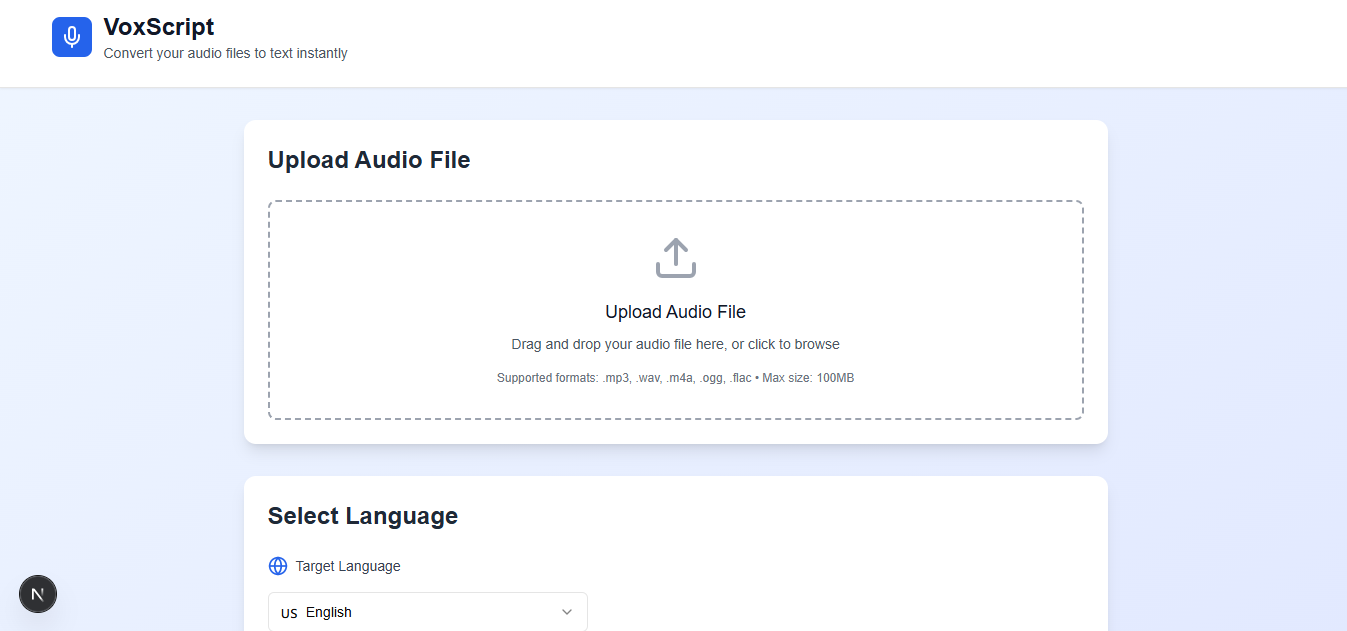 VoxScript
Convert your audio files to text instantly
Upload Audio File
Upload Audio File
Drag and drop your audio file here, or click to browse
Supported formats: .mp3, .wav, .m4a, .ogg, .flac • Max size: 100MB
Select Language
Target Language
US English
N